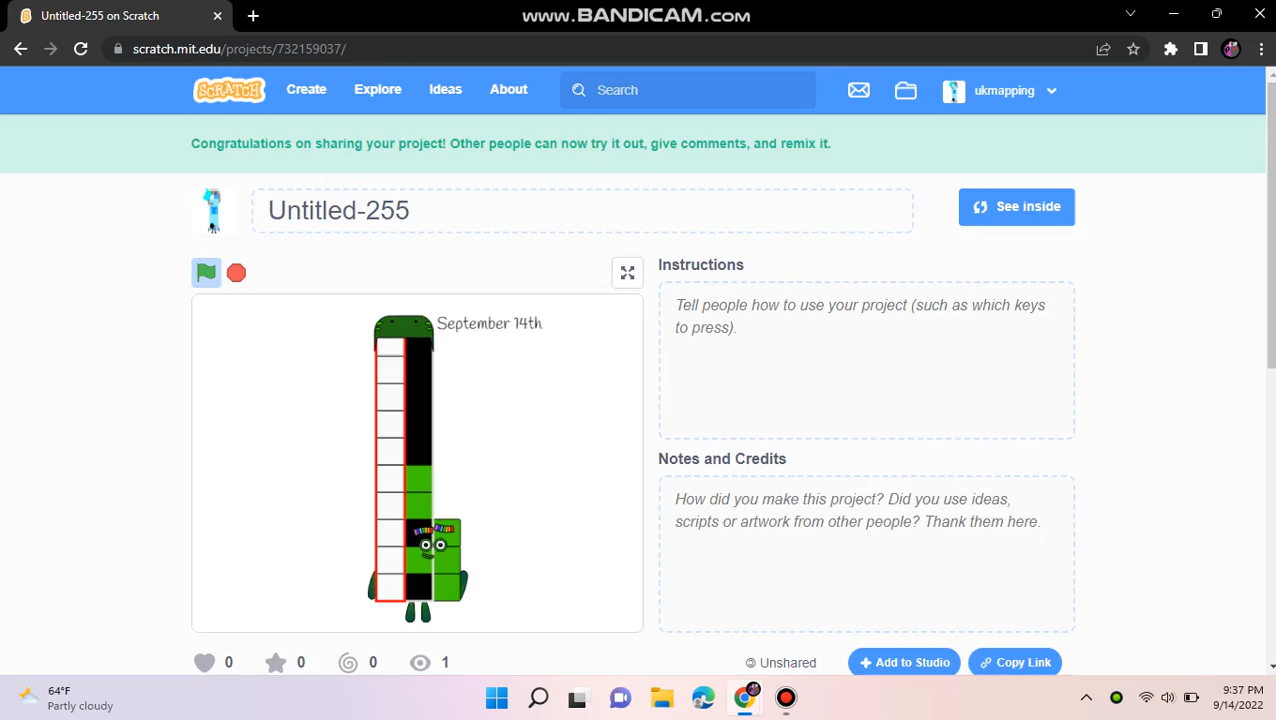 Untitled-255 on Scratch
WWW.BANDICAM.COM
scratch.mit.edu/projects/732159037/
SCRATCH
Create
Explore
Ideas
About
Search
ukmapping
Congratulations on sharing your project! Other people can now try it out, give comments, and remix it.
Untitled-255
See inside
Instructions
Tell people how to use your project (such as which keys
to press).
September 14th
Notes and Credits
How did you make this project? Did you use ideas,
scripts or artwork from other people? Thank them here.
0
0
0
1
Unshared
Add to Studio
Copy Link
64°F
Partly cloudy
9:37 PM
9/14/2022